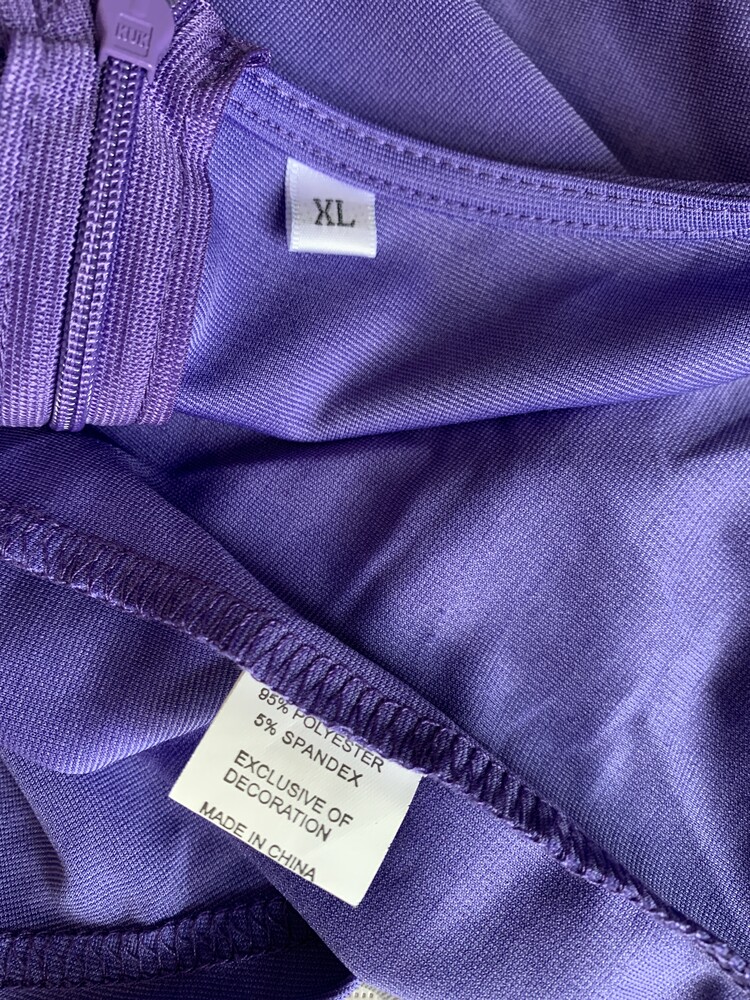 XL
95% POLYESTER
5% SPANDEX
EXCLUSIVE OF
DECORATION
MADE IN CHINA